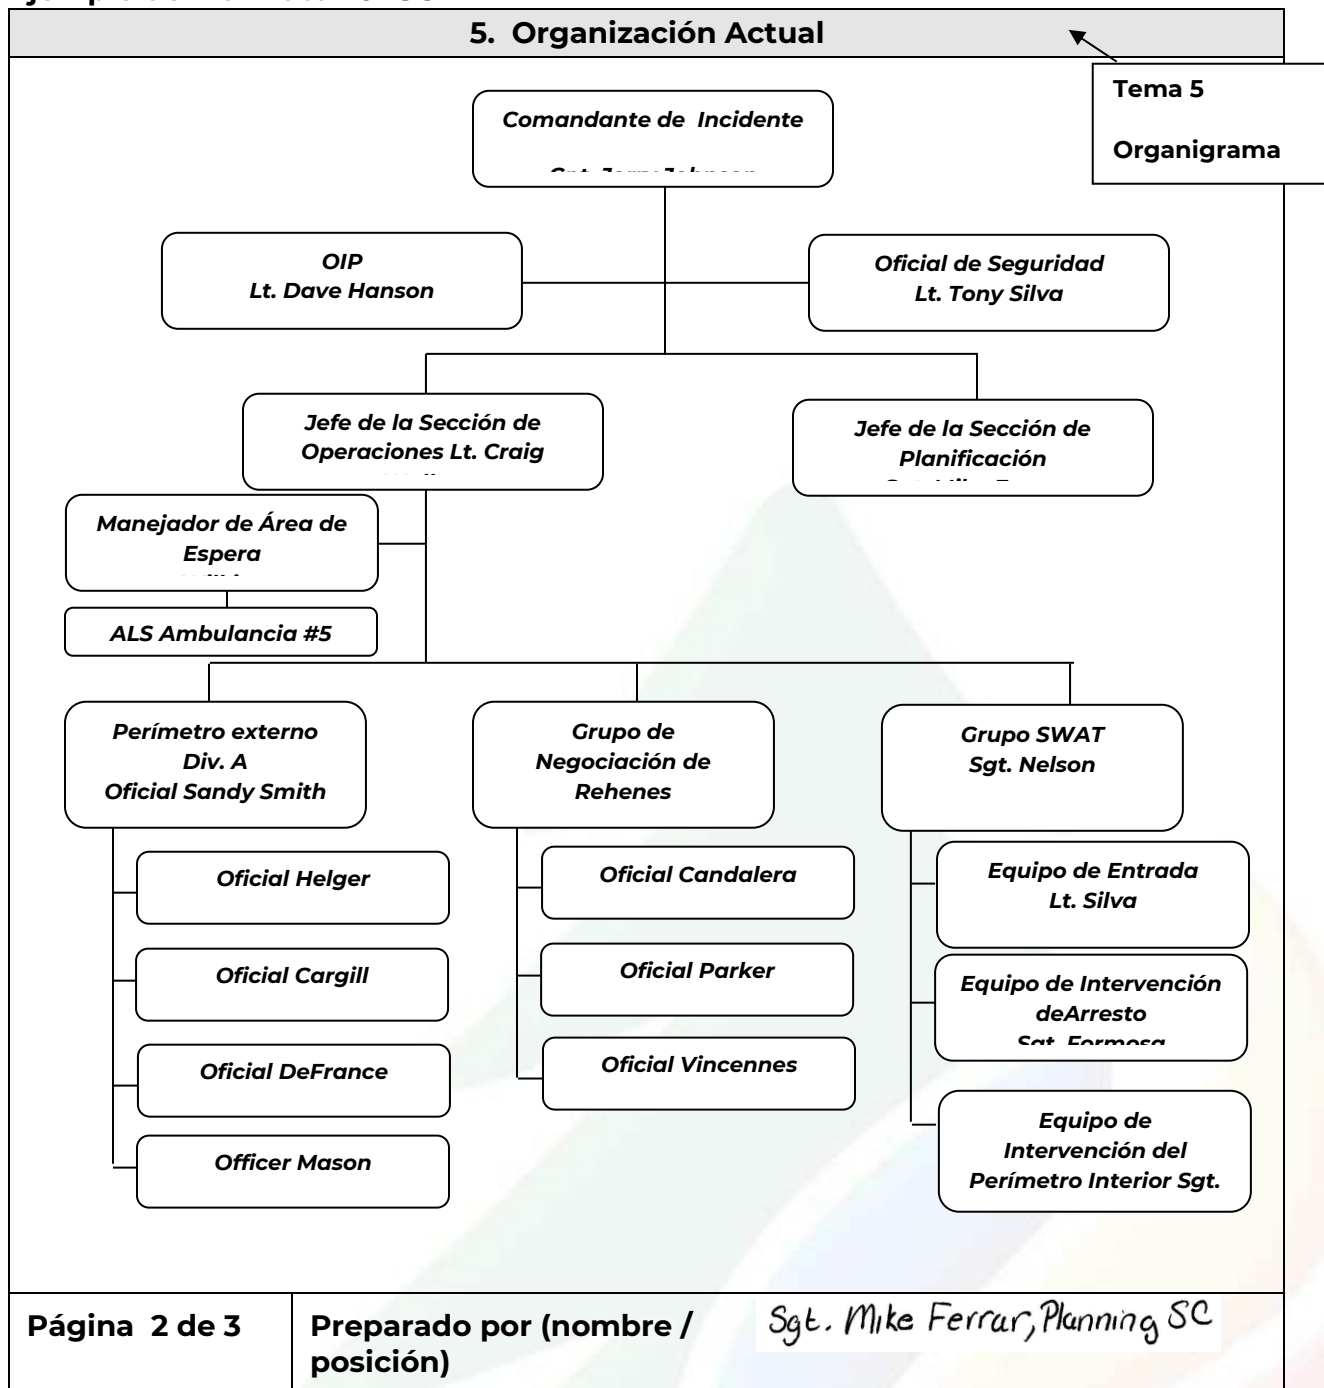 5. Organización Actual
Tema 5
Organigrama
Comandante de Incidente
OIP
Lt. Dave Hanson
Oficial de Seguridad
Lt. Tony Silva
Jefe de la Sección de
Operaciones Lt. Craig
Jefe de la Sección de
Planificación
Manejador de Área de
Espera
ALS Ambulancia #5
Perímetro externo
Div. A
Oficial Sandy Smith
Grupo de
Negociación de
Rehenes
Grupo SWAT
Sgt. Nelson
Oficial Helger
Oficial Cargill
Oficial DeFrance
Officer Mason
Oficial Candalera
Oficial Parker
Oficial Vincennes
Equipo de Entrada
Lt. Silva
Equipo de Intervención
deArresto
Sgt. Formosa
Equipo de
Intervención del
Perímetro Interior Sgt.
Página 2 de 3
Preparado por (nombre /
posición)
Sgt. Mike Ferrar, Planning SC